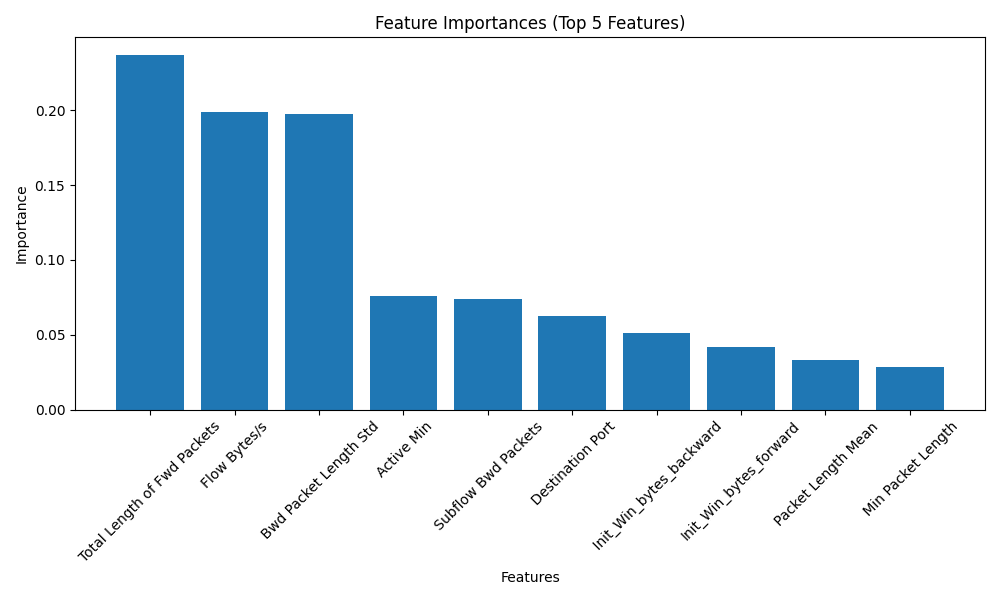 Feature Importances (Top 5 Features)
Importance
0.20
0.15
0.10
0.05
0.00
Total Length of Fwd Packets
Flow Bytes/s
Bwd Packet Length Std
Active Min
Subflow Bwd Packets
Destination Port
Init_Win_bytes_backward
Init_Win_bytes_forward
Packet Length Mean
Min Packet Length
Features